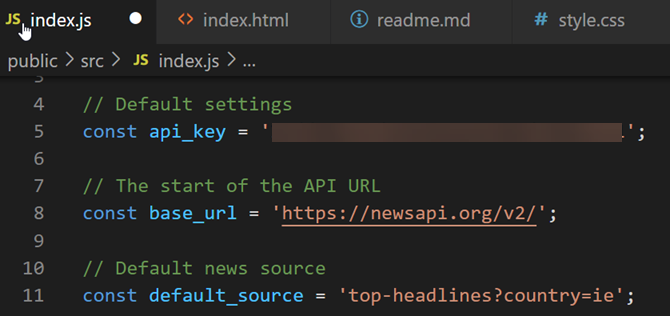 JS index.js ● <> index.html ⓘ readme.md # style.css
public > src > JS index.js > ...
3
4 // Default settings
5 const api_key = '';
6
7 // The start of the API URL
8 const base_url = 'https://newsapi.org/v2/';
9
10 // Default news source
11 const default_source = 'top-headlines?country=ie';